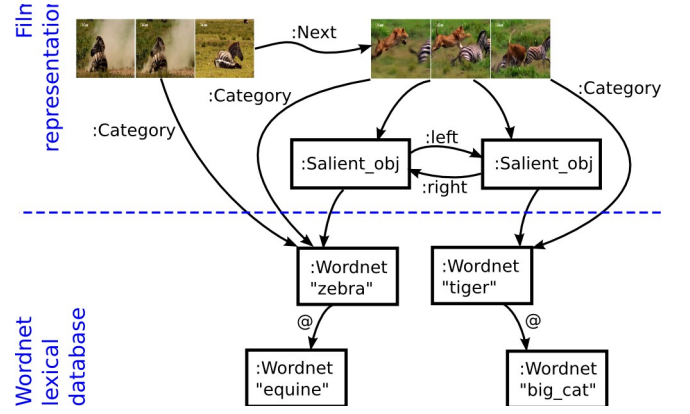 Film
representation
:Next
:Category
:Category
:Category
:left
:Salient_obj
:Salient_obj
:right
:Wordnet
"zebra"
:Wordnet
"tiger"
@
@
Wordnet
lexical
database
:Wordnet
"equine"
:Wordnet
"big_cat"